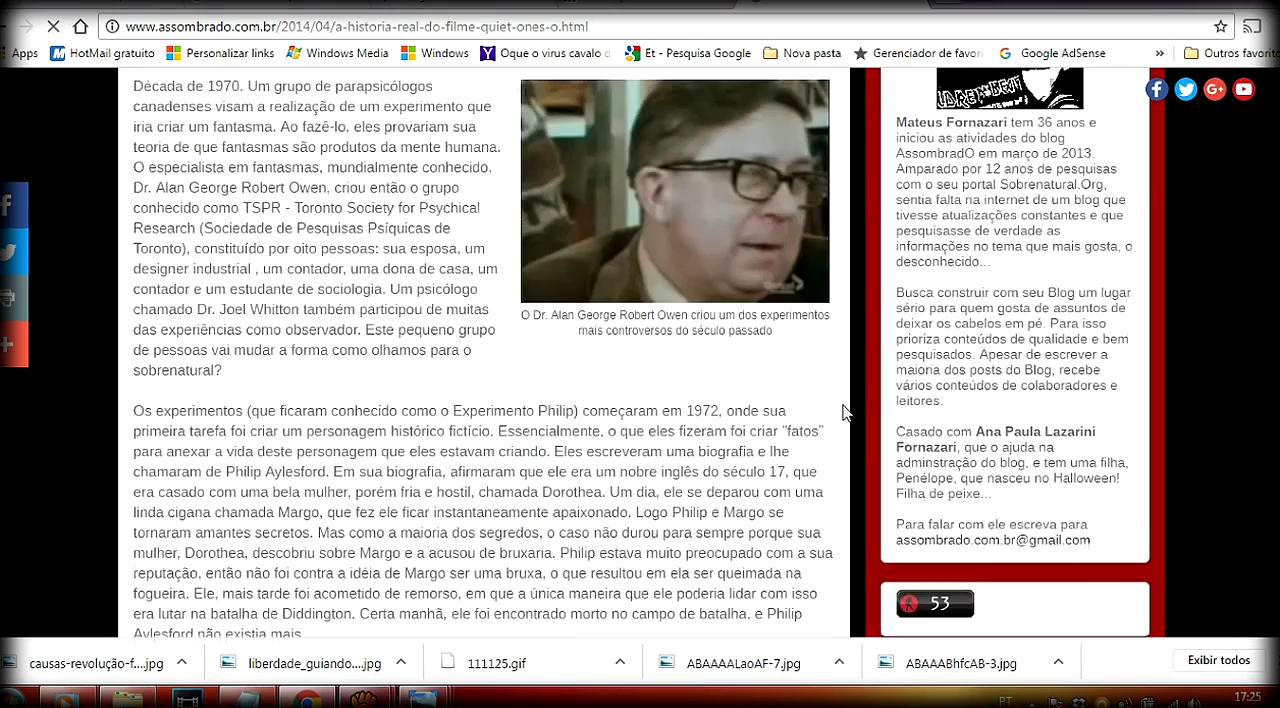 www.assombrado.com.br/2014/04/a-historia-real-do-filme-quiet-ones-o.html
Apps HotMail gratuito Personalizar links Windows Media Windows Oque o virus cavalo d Et - Pesquisa Google Nova pasta Gerenciador de favor Google AdSense » Outros favorito
Década de 1970. Um grupo de parapsicólogos
canadenses visam a realização de um experimento que
iria criar um fantasma. Ao fazê-lo, eles provariam sua
teoria de que fantasmas são produtos da mente humana.
O especialista em fantasmas, mundialmente conhecido.
Dr. Alan George Robert Owen, criou então o grupo
conhecido como TSPR - Toronto Society for Psychical
Research (Sociedade de Pesquisas Psíquicas de
Toronto), constituído por oito pessoas: sua esposa, um
designer industrial , um contador, uma dona de casa, um
contador e um estudante de sociologia. Um psicólogo
chamado Dr. Joel Whitton também participou de muitas
das experiências como observador. Este pequeno grupo
de pessoas vai mudar a forma como olhamos para o
sobrenatural?
O Dr. Alan George Robert Owen criou um dos experimentos
mais controversos do século passado
Os experimentos (que ficaram conhecido como o Experimento Philip) começaram em 1972, onde sua
primeira tarefa foi criar um personagem histórico fictício. Essencialmente, o que eles fizeram foi criar "fatos"
para anexar a vida deste personagem que eles estavam criando. Eles escreveram uma biografia e lhe
chamaram de Philip Aylesford. Em sua biografia, afirmaram que ele era um nobre inglês do século 17, que
era casado com uma bela mulher, porém fria e hostil, chamada Dorothea. Um dia, ele se deparou com uma
linda cigana chamada Margo, que fez ele ficar instantaneamente apaixonado. Logo Philip e Margo se
tornaram amantes secretos. Mas como a maioria dos segredos, o caso não durou para sempre porque sua
mulher, Dorothea, descobriu sobre Margo e a acusou de bruxaria. Philip estava muito preocupado com a sua
reputação, então não foi contra a idéia de Margo ser uma bruxa, o que resultou em ela ser queimada na
fogueira. Ele, mais tarde foi acometido de remorso, em que a única maneira que ele poderia lidar com isso
era lutar na batalha de Diddington. Certa manhã, ele foi encontrado morto no campo de batalha, e Philip
Aylesford não existia mais.
Mateus Fornazari tem 36 anos e
iniciou as atividades do blog
AssombradO em março de 2013.
Amparado por 12 anos de pesquisas
com o seu portal Sobrenatural.Org,
sentia falta na internet de um blog que
tivesse atualizações constantes e que
pesquisasse de verdade as
informações no tema que mais gosta, o
desconhecido...
Busca construir com seu Blog um lugar
sério para quem gosta de assuntos de
deixar os cabelos em pé. Para isso
prioriza conteúdos de qualidade e bem
pesquisados. Apesar de escrever a
maioria dos posts do Blog, recebe
vários conteúdos de colaboradores e
leitores.
Casado com Ana Paula Lazarini
Fornazari, que o ajuda na
adminstração do blog, e tem uma filha,
Penélope, que nasceu no Halloween!
Filha de peixe...
Para falar com ele escreva para
assombrado.com.br@gmail.com
53
causas-revolução-f....jpg liberdade_guiando....jpg 111125.gif ABAAAALaoAF-7.jpg ABAAABhfcAB-3.jpg Exibir todos
PT 17:25